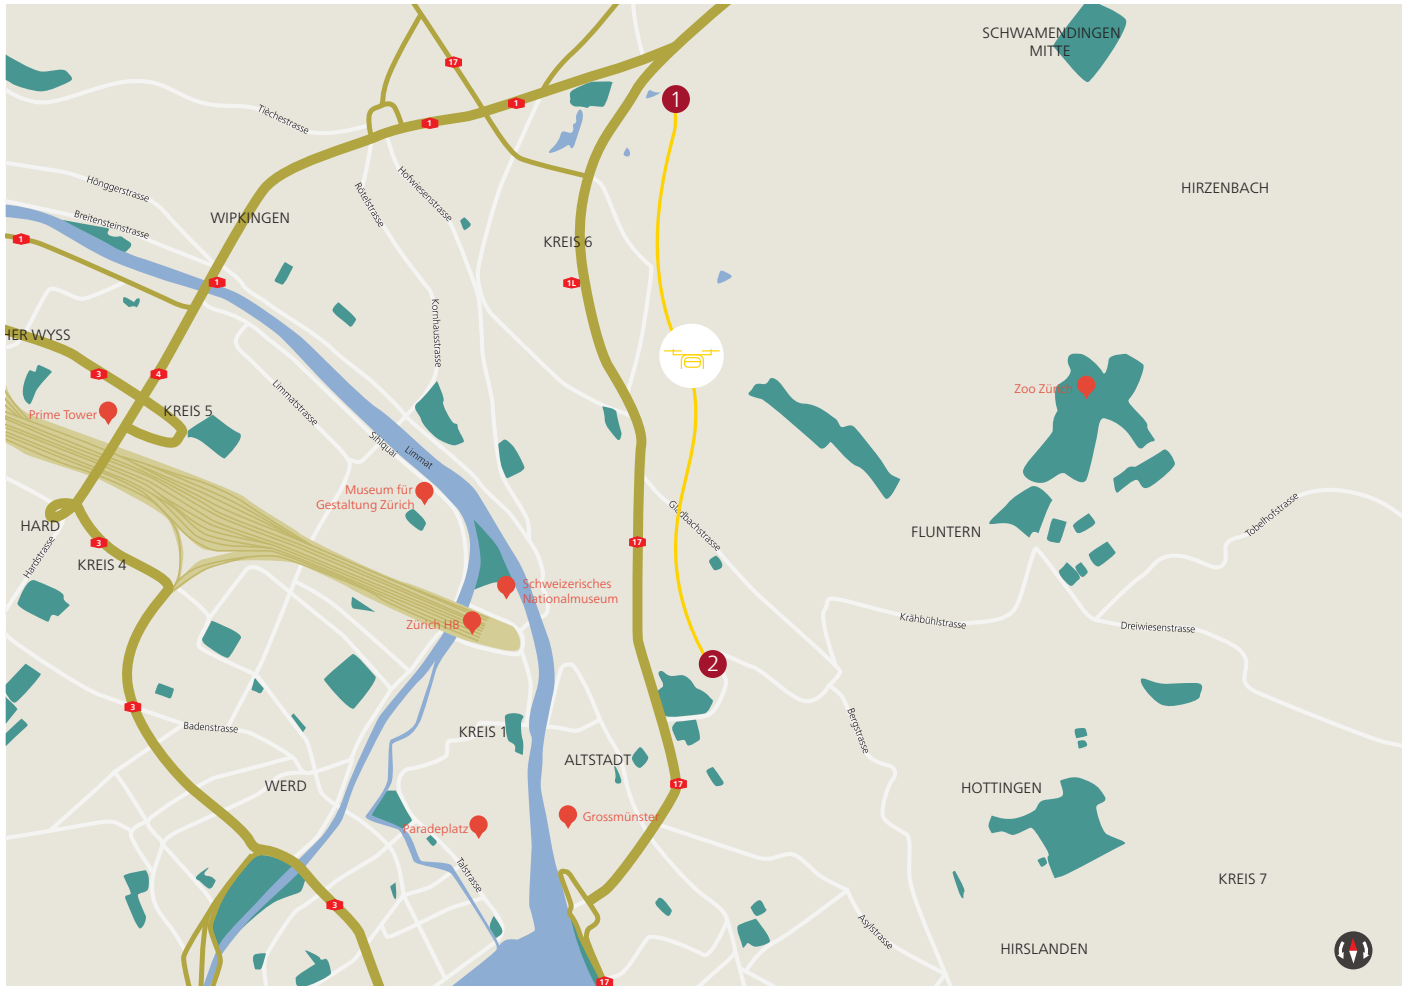 SCHWAMENDINGEN
MITTE
17
1
1
1
Tièchestrasse
Hofwiesenstrasse
Rötelstrasse
Hönggerstrasse
HIRZENBACH
WIPKINGEN
Breitensteinstrasse
1
KREIS 6
1
1L
Kornhausstrasse
HER WYSS
3
4
Zoo Zürich
Limmatstrasse
Prime Tower
KREIS 5
Sihlquai
Limmat
Museum für
Gestaltung Zürich
Gladbachstrasse
Tobelhofstrasse
HARD
FLUNTERN
3
17
Hardstrasse
KREIS 4
Schweizerisches
Nationalmuseum
Zürich HB
Krähbühlstrasse
Dreiwiesenstrasse
2
3
Badenstrasse
KREIS 1
Bergstrasse
ALTSTADT
WERD
17
HOTTINGEN
Paradeplatz
Grossmünster
Talstrasse
KREIS 7
3
Asylstrasse
HIRSLANDEN
17